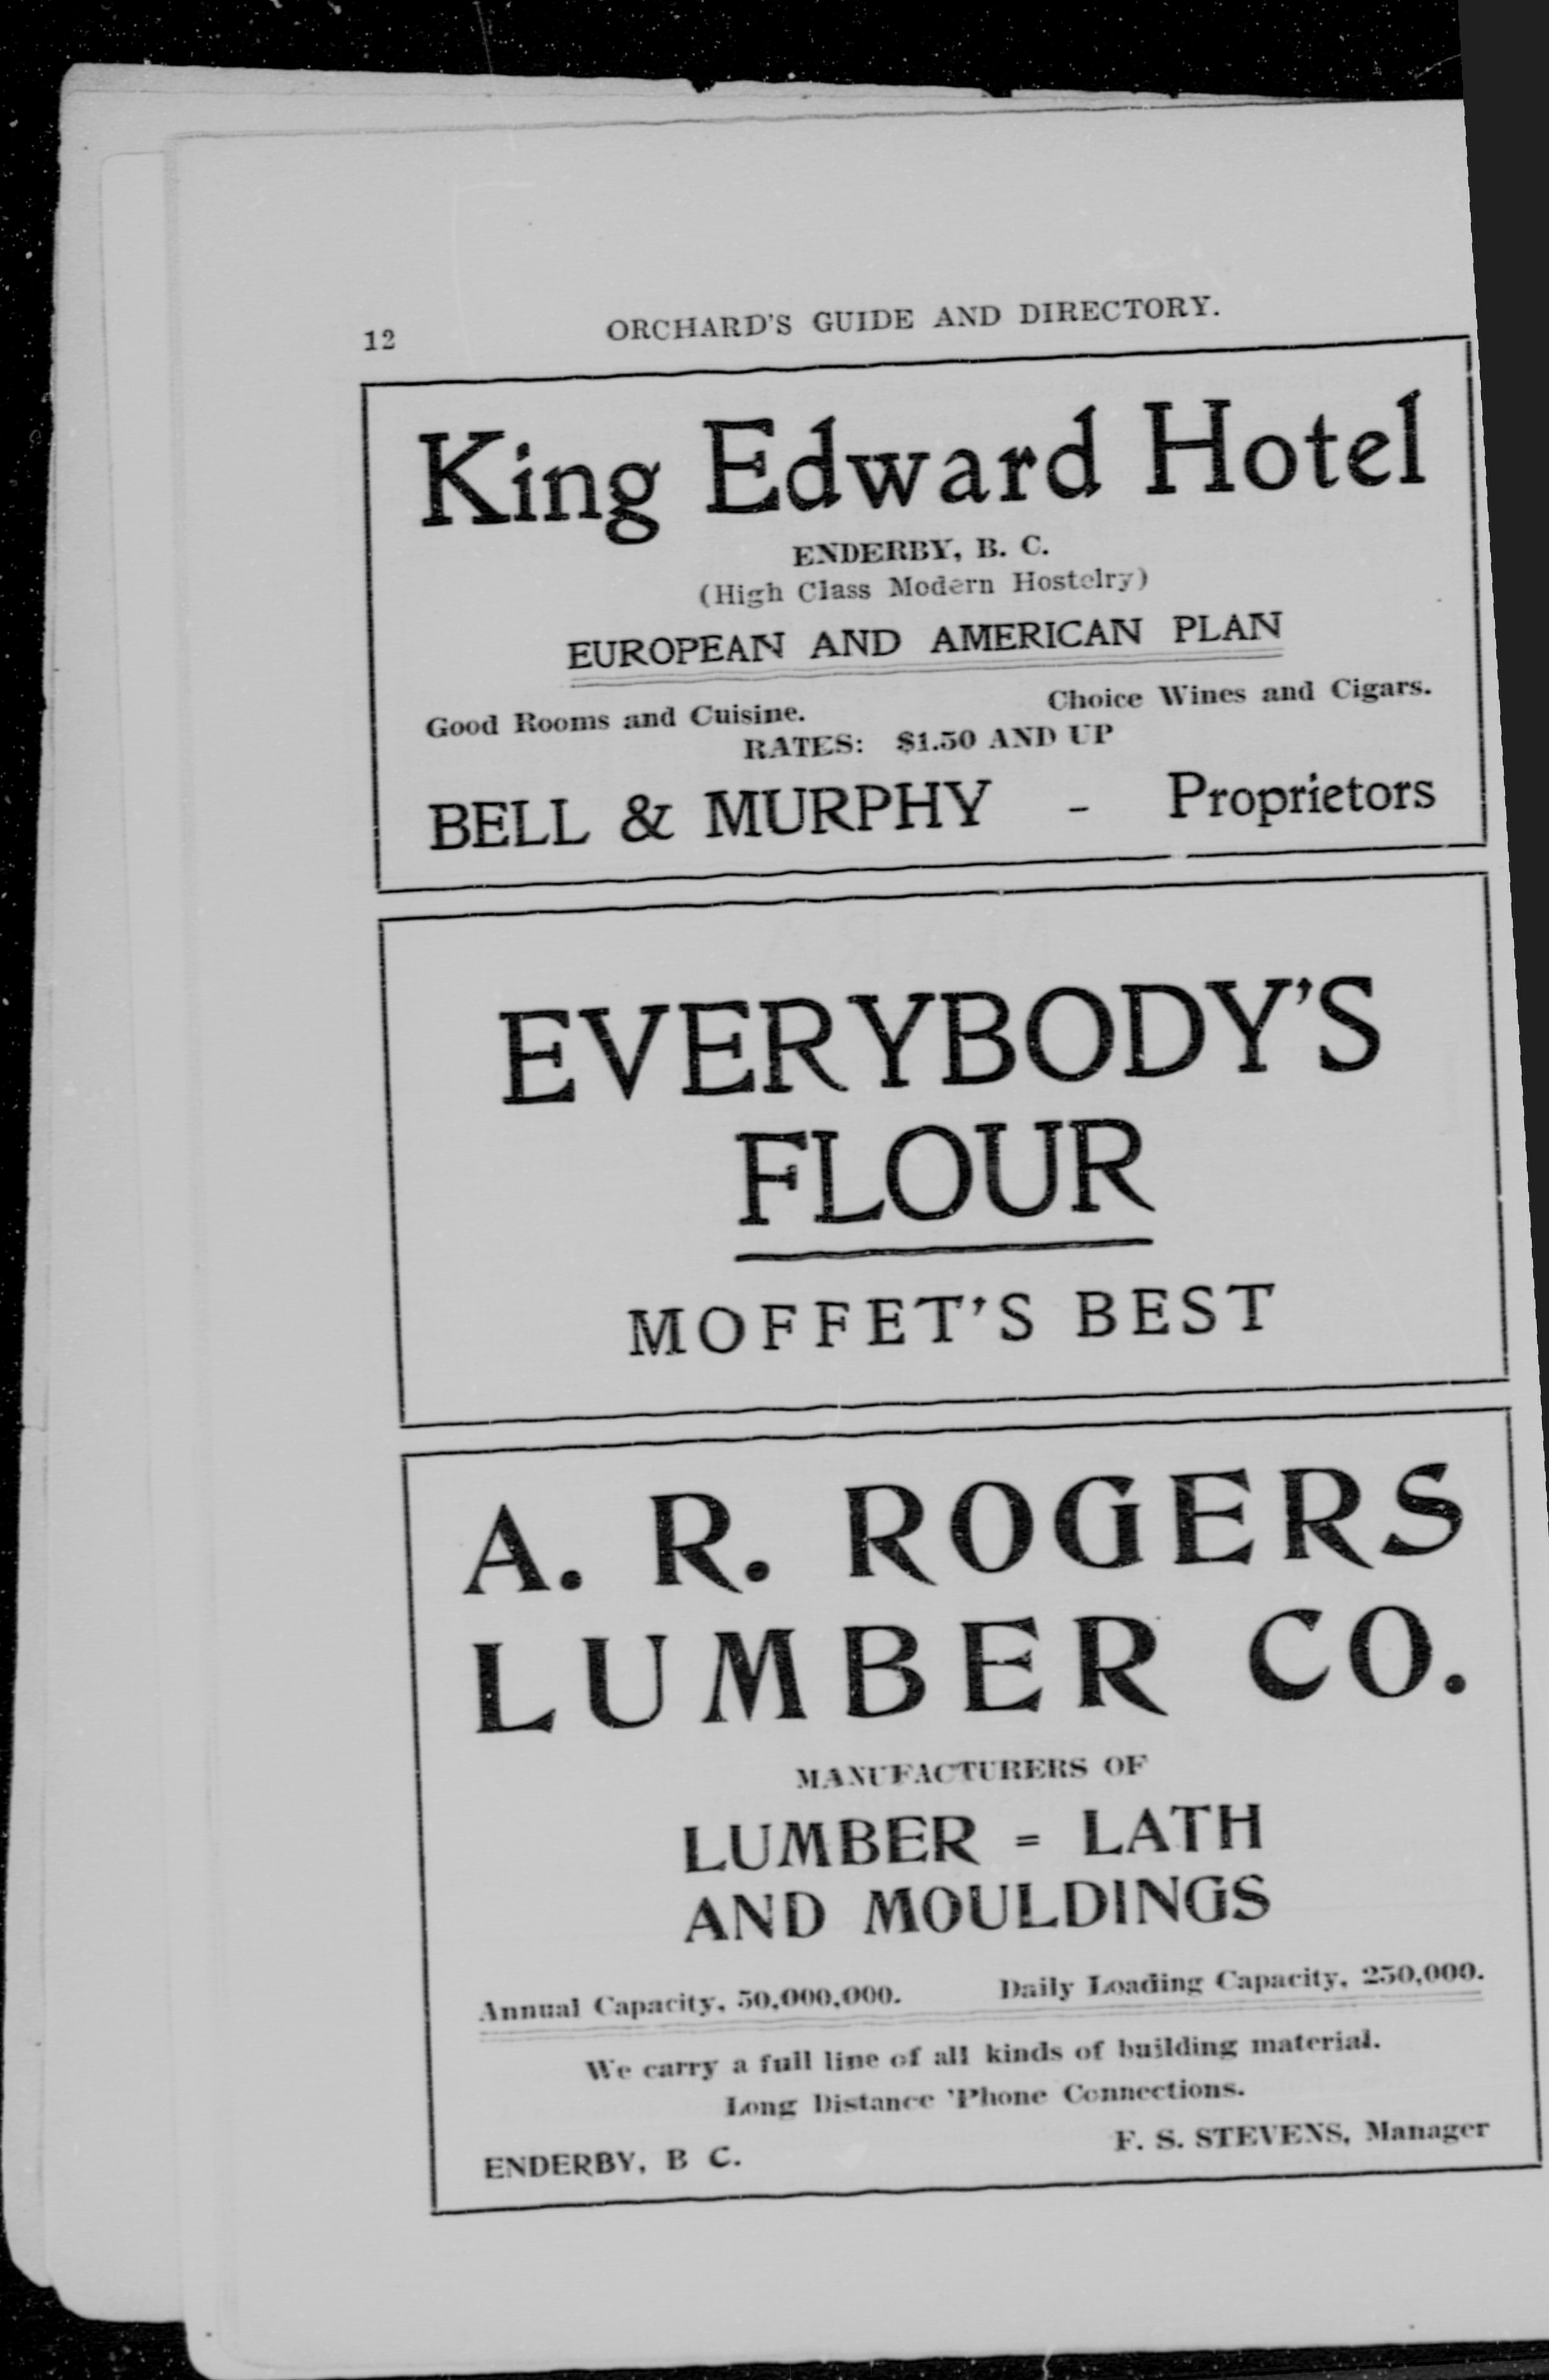 12
ORCHARD'S GUIDE AND DIRECTORY.
King Edward Hotel
ENDERBY, B. C.
(High Class Modern Hostelry)
EUROPEAN AND AMERICAN PLAN
Good Rooms and Cuisine. Choice Wines and Cigars.
RATES: $1.50 AND UP
BELL & MURPHY - Proprietors
EVERYBODY'S
FLOUR
MOFFET'S BEST
A. R. ROGERS
LUMBER CO.
MANUFACTURERS OF
LUMBER = LATH
AND MOULDINGS
Annual Capacity, 50,000,000. Daily Loading Capacity, 250,000.
We carry a full line of all kinds of building material.
Long Distance 'Phone Connections.
ENDERBY, B C. F. S. STEVENS, Manager